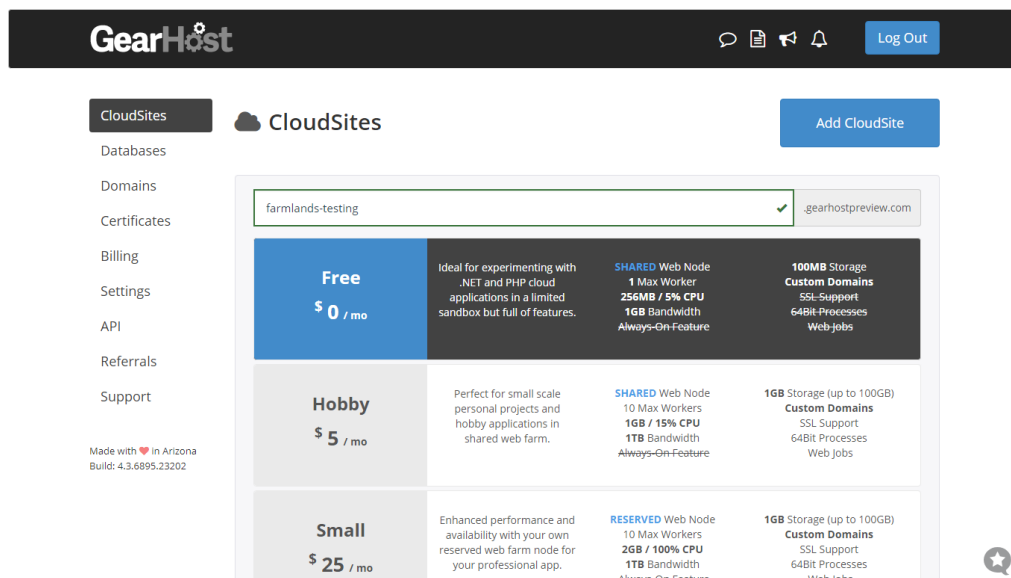 GearHost
Log Out
CloudSites
Databases
Domains
Certificates
Billing
Settings
API
Referrals
Support
Made with in Arizona
Build: 4.3.6895.23202
CloudSites
Add CloudSite
farmlands-testing
.gearhostpreview.com
Free
$ 0 / mo
Ideal for experimenting with
.NET and PHP cloud
applications in a limited
sandbox but full of features.
SHARED Web Node
1 Max Worker
256MB / 5% CPU
1GB Bandwidth
Always-On Feature
100MB Storage
Custom Domains
SSL Support
64Bit Processes
Web Jobs
Hobby
$ 5 / mo
Perfect for small scale
personal projects and
hobby applications in
shared web farm.
SHARED Web Node
10 Max Workers
1GB / 15% CPU
1TB Bandwidth
Always-On Feature
1GB Storage (up to 100GB)
Custom Domains
SSL Support
64Bit Processes
Web Jobs
Small
$ 25 / mo
Enhanced performance and
availability with your own
reserved web farm node for
your professional app.
RESERVED Web Node
10 Max Workers
2GB / 100% CPU
1TB Bandwidth
Always-On Feature
1GB Storage (up to 100GB)
Custom Domains
SSL Support
64Bit Processes
Web Jobs